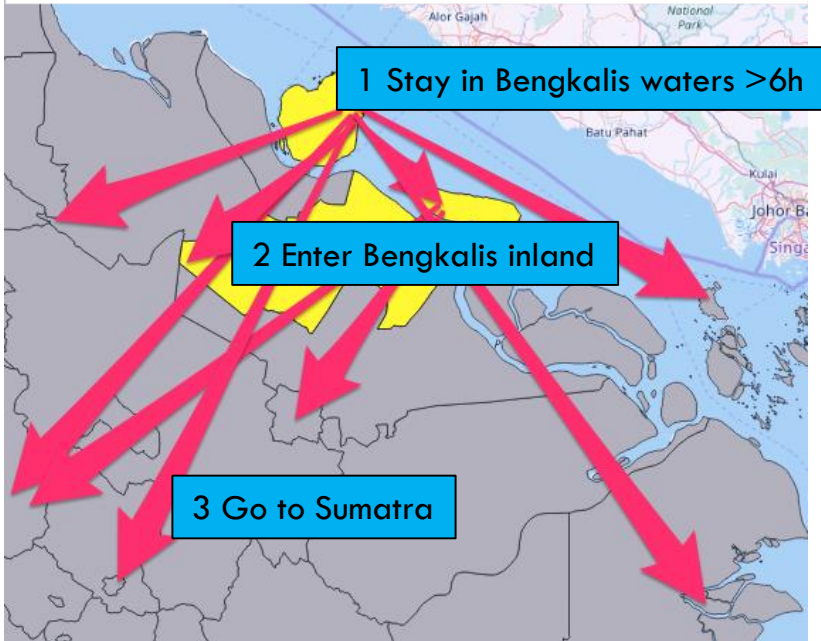 Alor Gajah
National
Park
1 Stay in Bengkalis waters >6h
Batu Pahat
Kulai
Johor Ba
Singa
2 Enter Bengkalis inland
3 Go to Sumatra